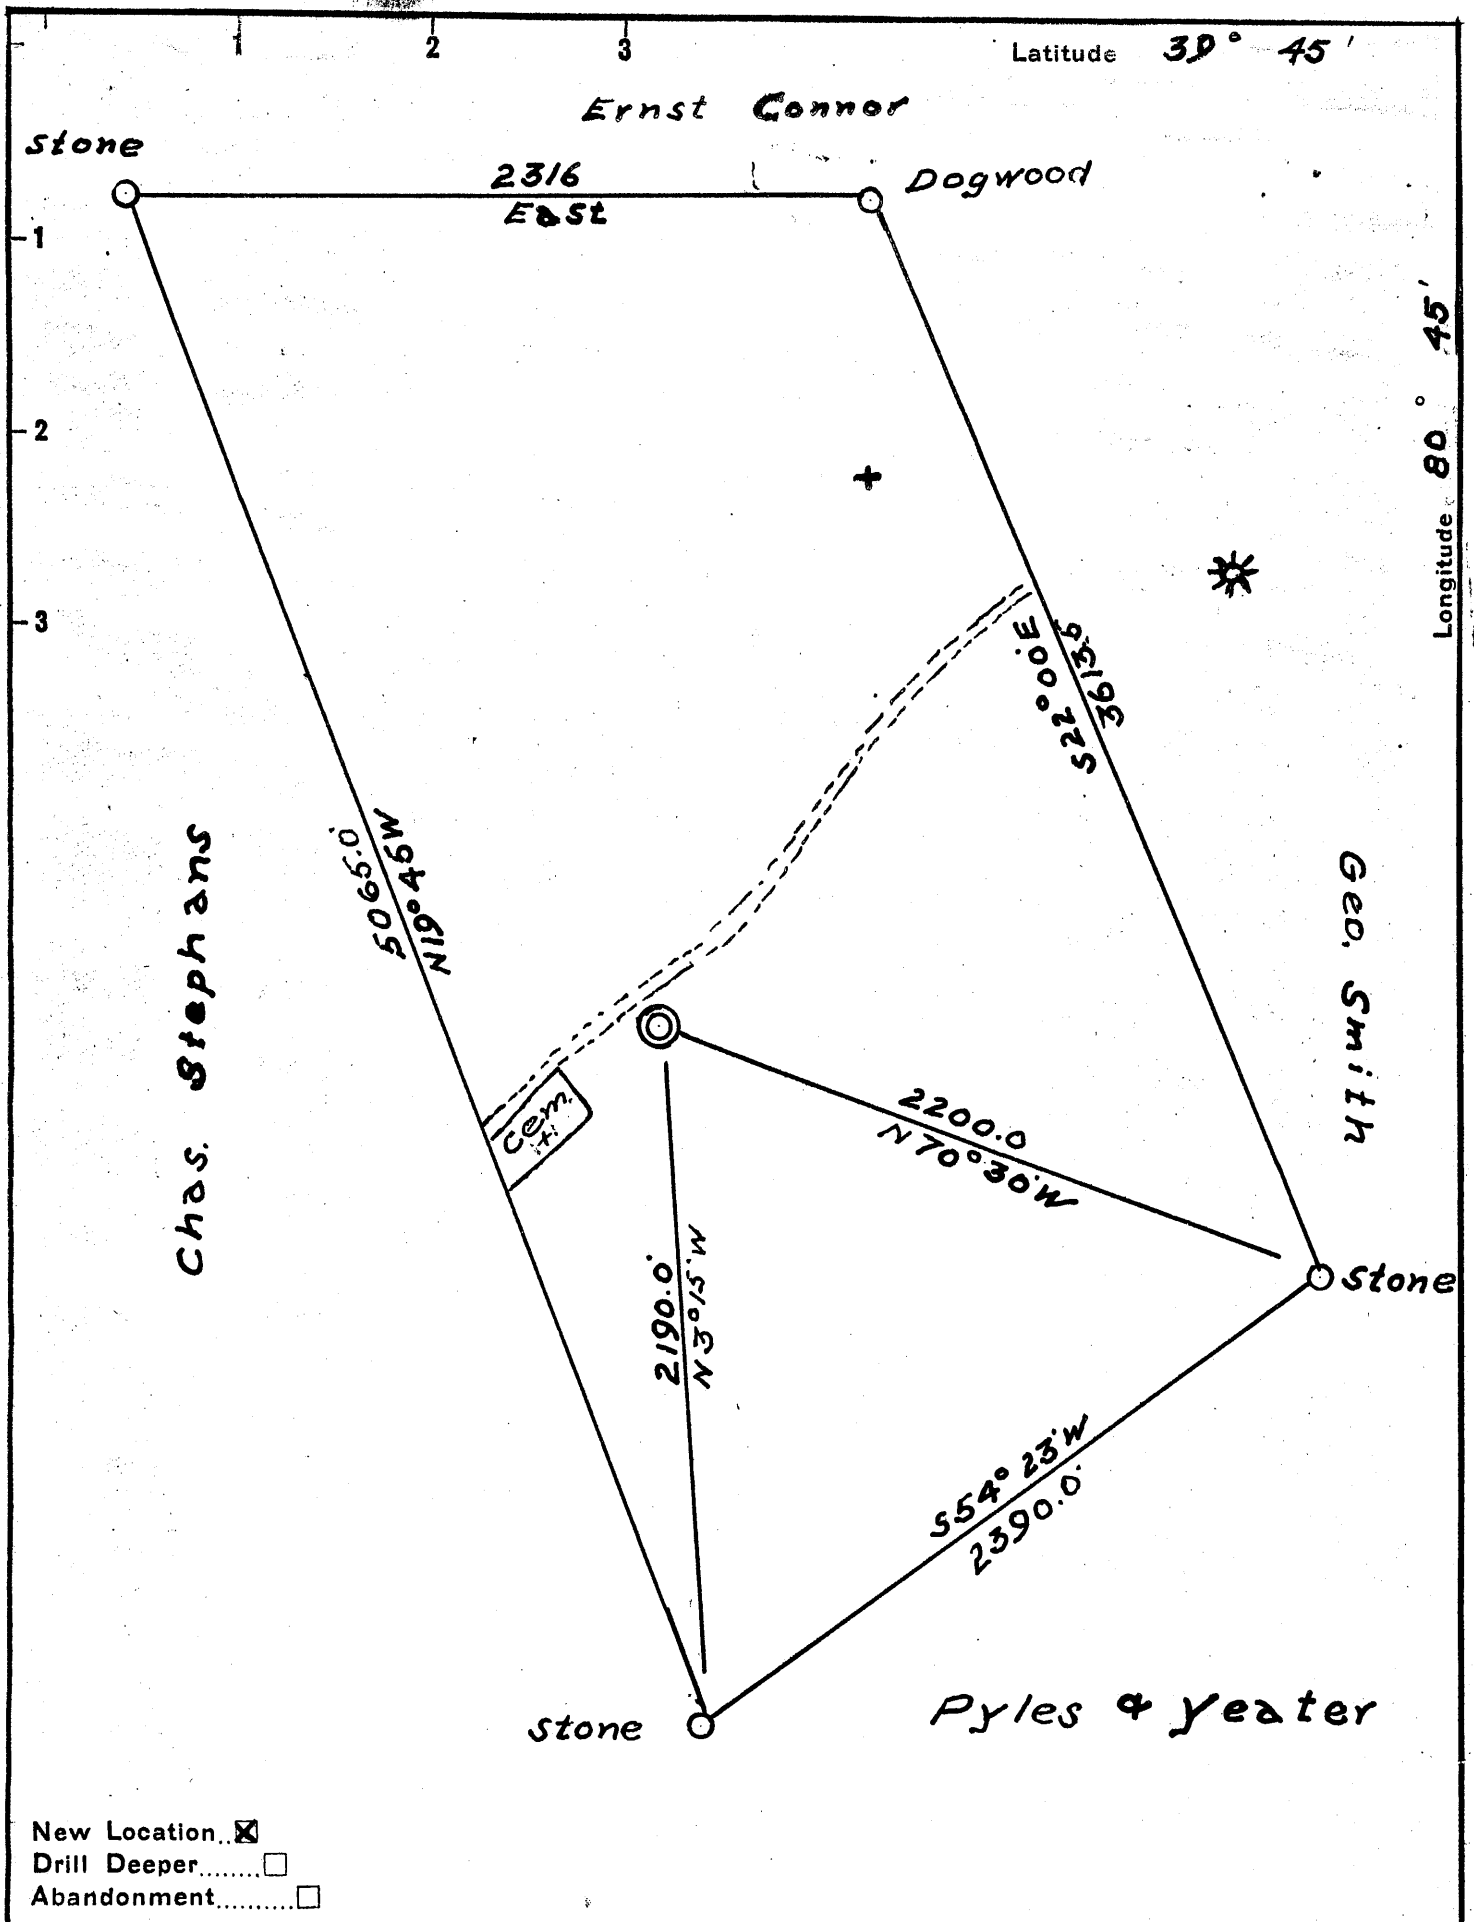 1 2 3
Latitude 39° 45'
Ernst Connor
stone
2316
East
Dogwood
1
2
3
Longitude 80° 45'
S22°00'E
3613.5
5065.0'
N19°45W
Chas. Stephans
Geo. Smith
Cem.
2200.0
N70°30'W
2190.0'
N3°15'W
stone
S54°23'W
2390.0'
stone
Pyles & Yeater
New Location..☒
Drill Deeper........☐
Abandonment..........☐